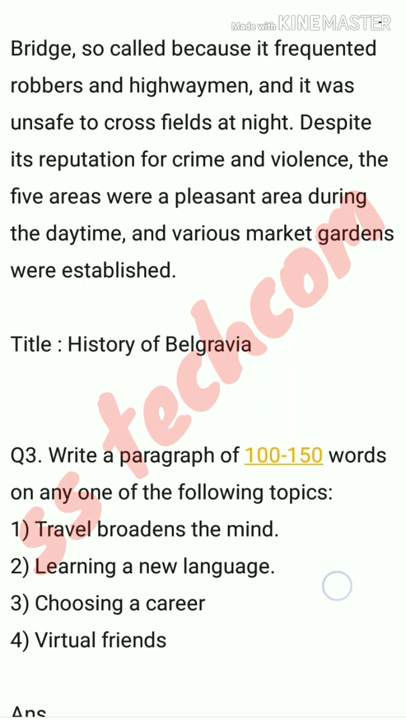 Made with KINEMASTER
Bridge, so called because it frequented
robbers and highwaymen, and it was
unsafe to cross fields at night. Despite
its reputation for crime and violence, the
five areas were a pleasant area during
the daytime, and various market gardens
were established.
Title : History of Belgravia
ss techcom
Q3. Write a paragraph of 100-150 words
on any one of the following topics:
1) Travel broadens the mind.
2) Learning a new language.
3) Choosing a career
4) Virtual friends
Ans